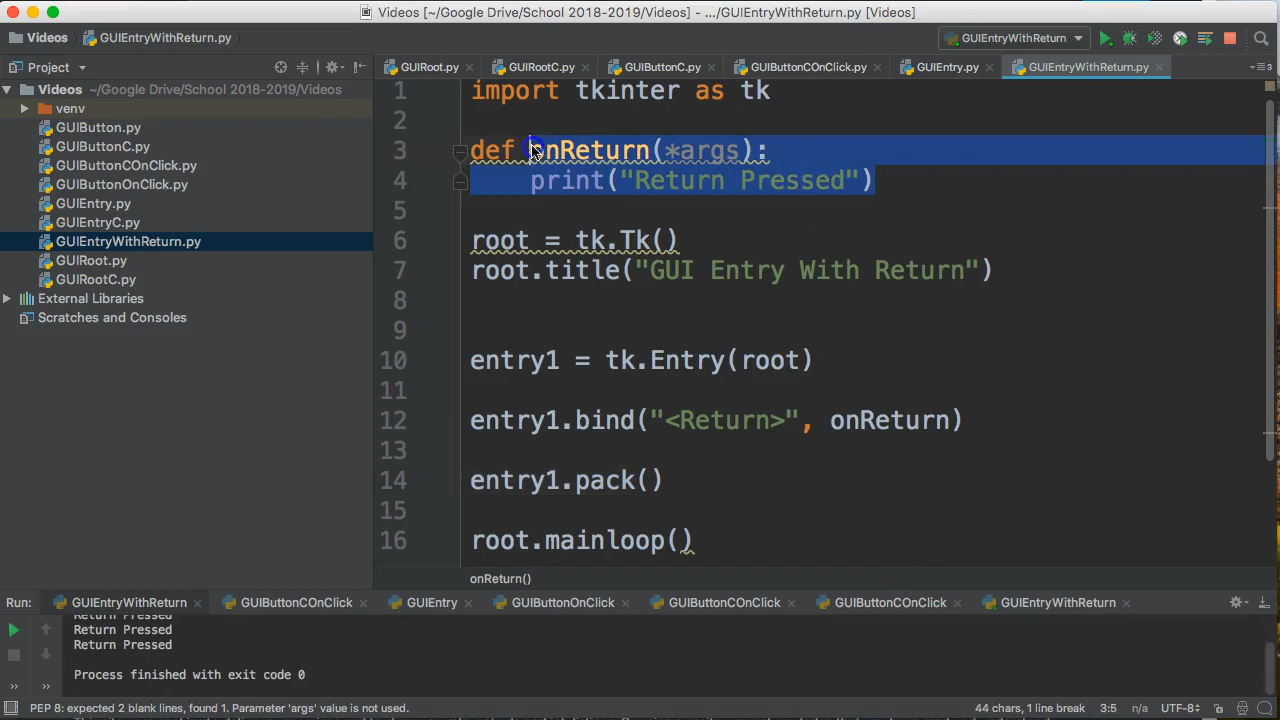 Videos [~/Google Drive/School 2018-2019/Videos] - .../GUIEntryWithReturn.py [Videos]
Videos GUIEntryWithReturn.py GUIEntryWithReturn
Project GUIRoot.py GUIRootC.py GUIButtonC.py GUIButtonCOnClick.py GUIEntry.py GUIEntryWithReturn.py
Videos ~/Google Drive/School 2018-2019/Videos
venv
GUIButton.py
GUIButtonC.py
GUIButtonCOnClick.py
GUIButtonOnClick.py
GUIEntry.py
GUIEntryC.py
GUIEntryWithReturn.py
GUIRoot.py
GUIRootC.py
External Libraries
Scratches and Consoles
1 import tkinter as tk
2
3 def onReturn(*args):
4 print("Return Pressed")
5
6 root = tk.Tk()
7 root.title("GUI Entry With Return")
8
9
10 entry1 = tk.Entry(root)
11
12 entry1.bind("<Return>", onReturn)
13
14 entry1.pack()
15
16 root.mainloop()
onReturn()
Run: GUIEntryWithReturn GUIButtonCOnClick GUIEntry GUIButtonOnClick GUIButtonCOnClick GUIButtonCOnClick GUIEntryWithReturn
Return Pressed
Return Pressed
Return Pressed
Process finished with exit code 0
PEP 8: expected 2 blank lines, found 1. Parameter 'args' value is not used. 44 chars, 1 line break 3:5 n/a UTF-8